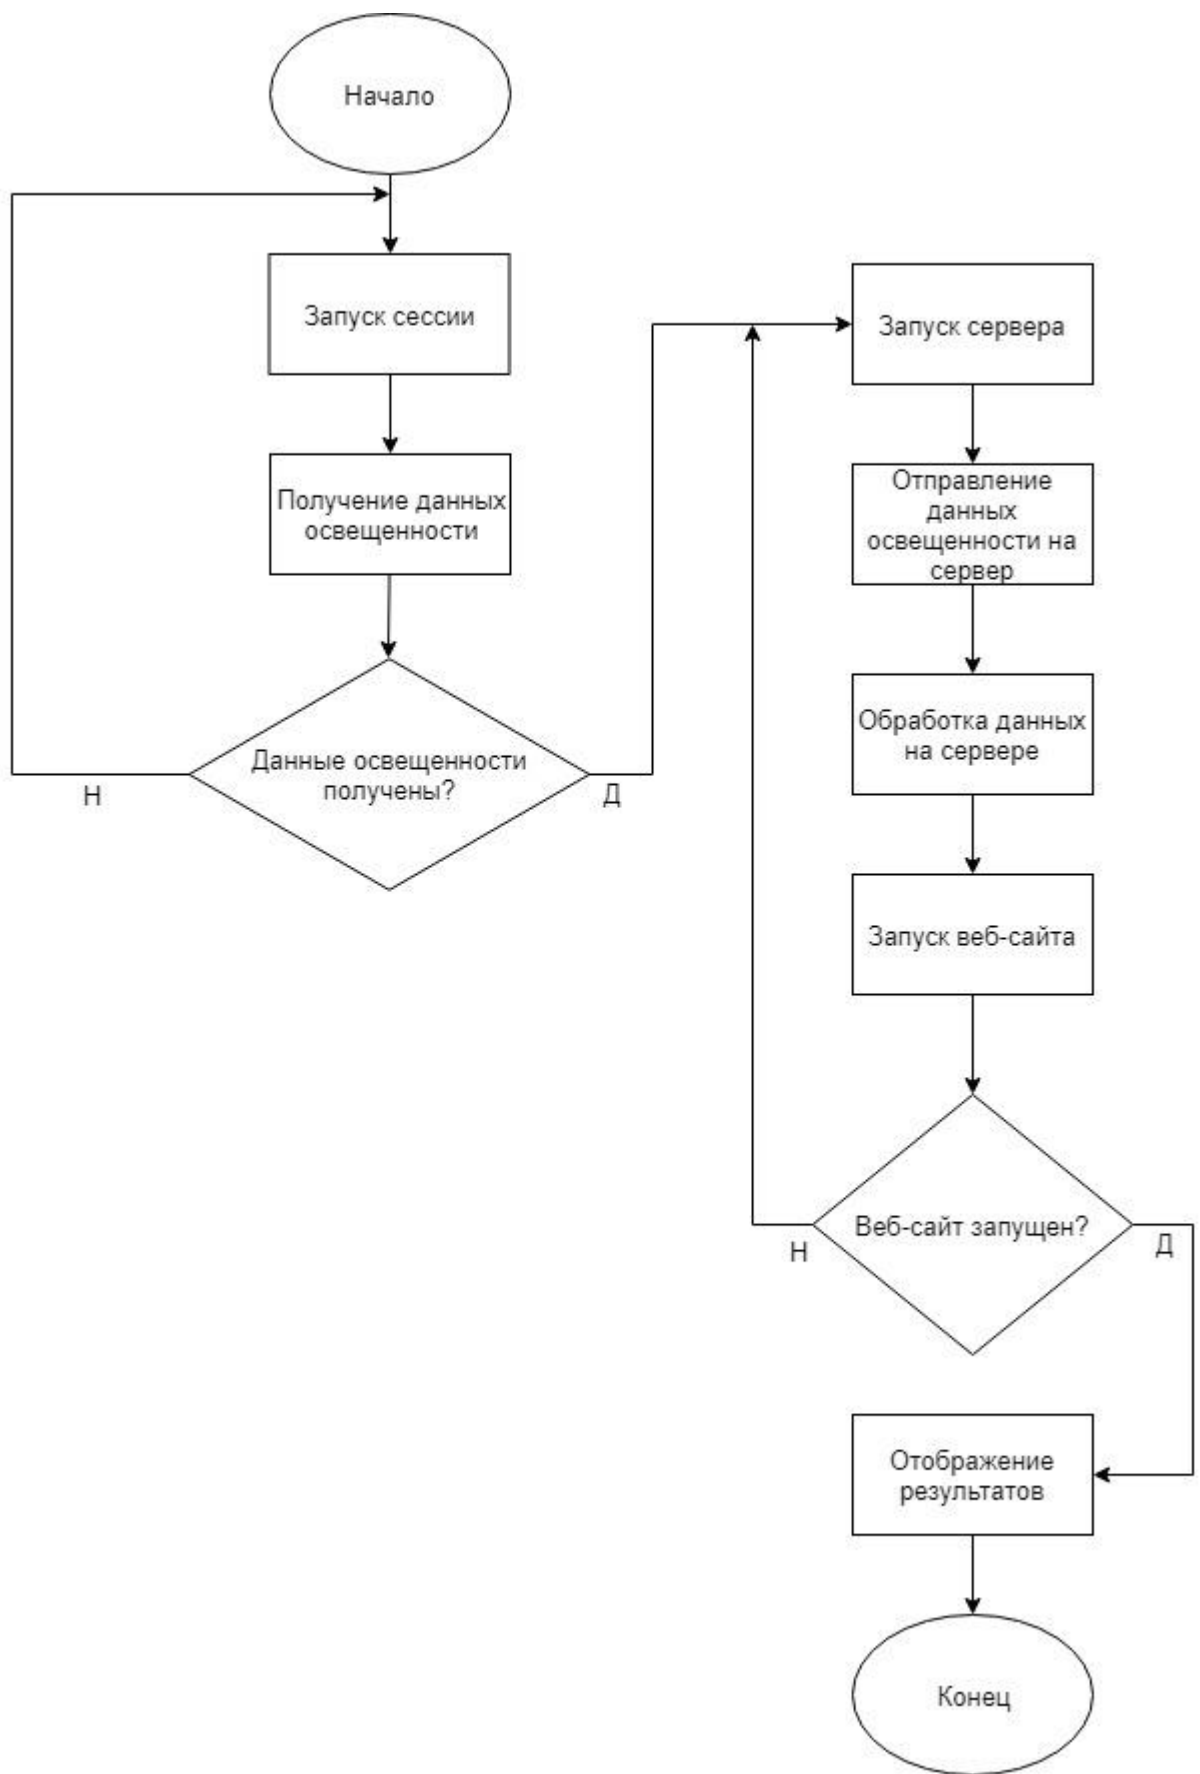 Начало
Запуск сессии
Получение данных
освещенности
Данные освещенности
получены?
Н
Д
Запуск сервера
Отправление
данных
освещенности на
сервер
Обработка данных
на сервере
Запуск веб-сайта
Веб-сайт запущен?
Н
Д
Отображение
результатов
Конец